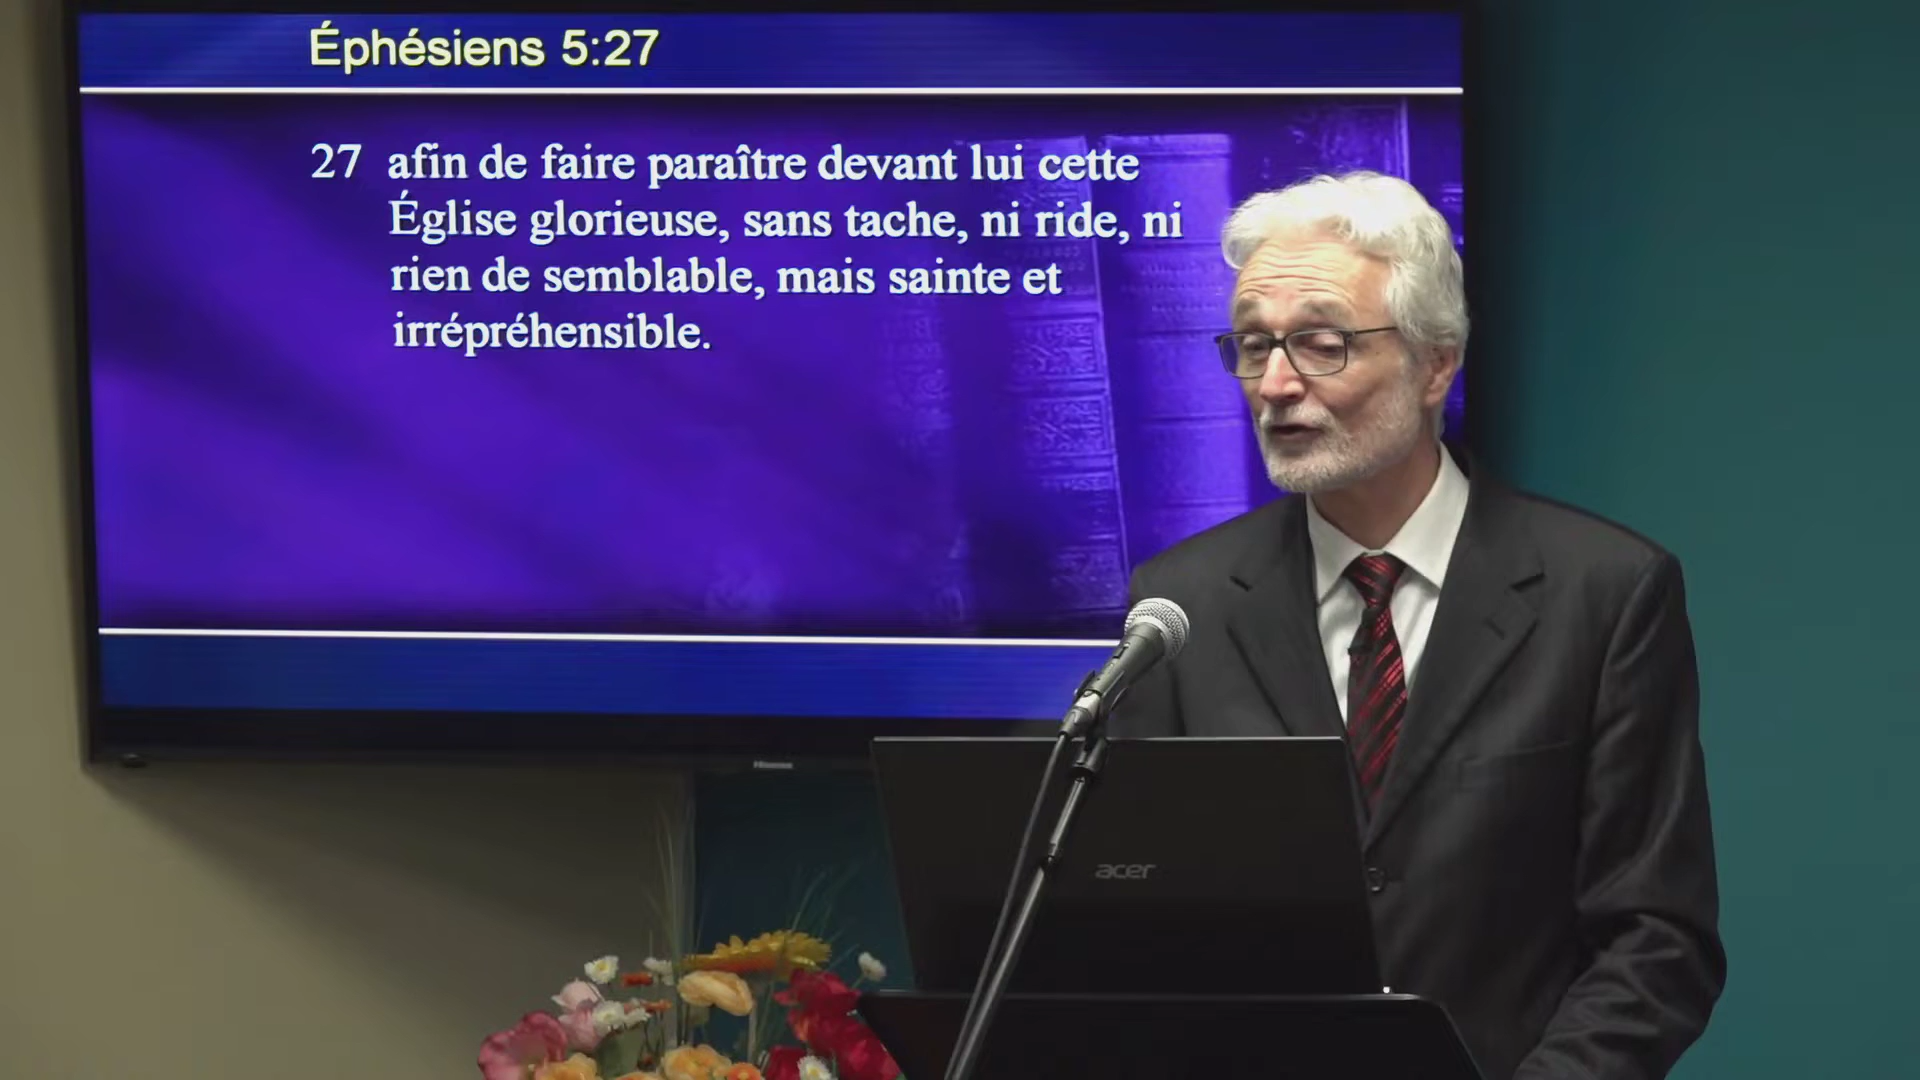 Éphésiens 5:27
27 afin de faire paraître devant lui cette
Église glorieuse, sans tache, ni ride, ni
rien de semblable, mais sainte et
irrépréhensible.
Hisense
acer